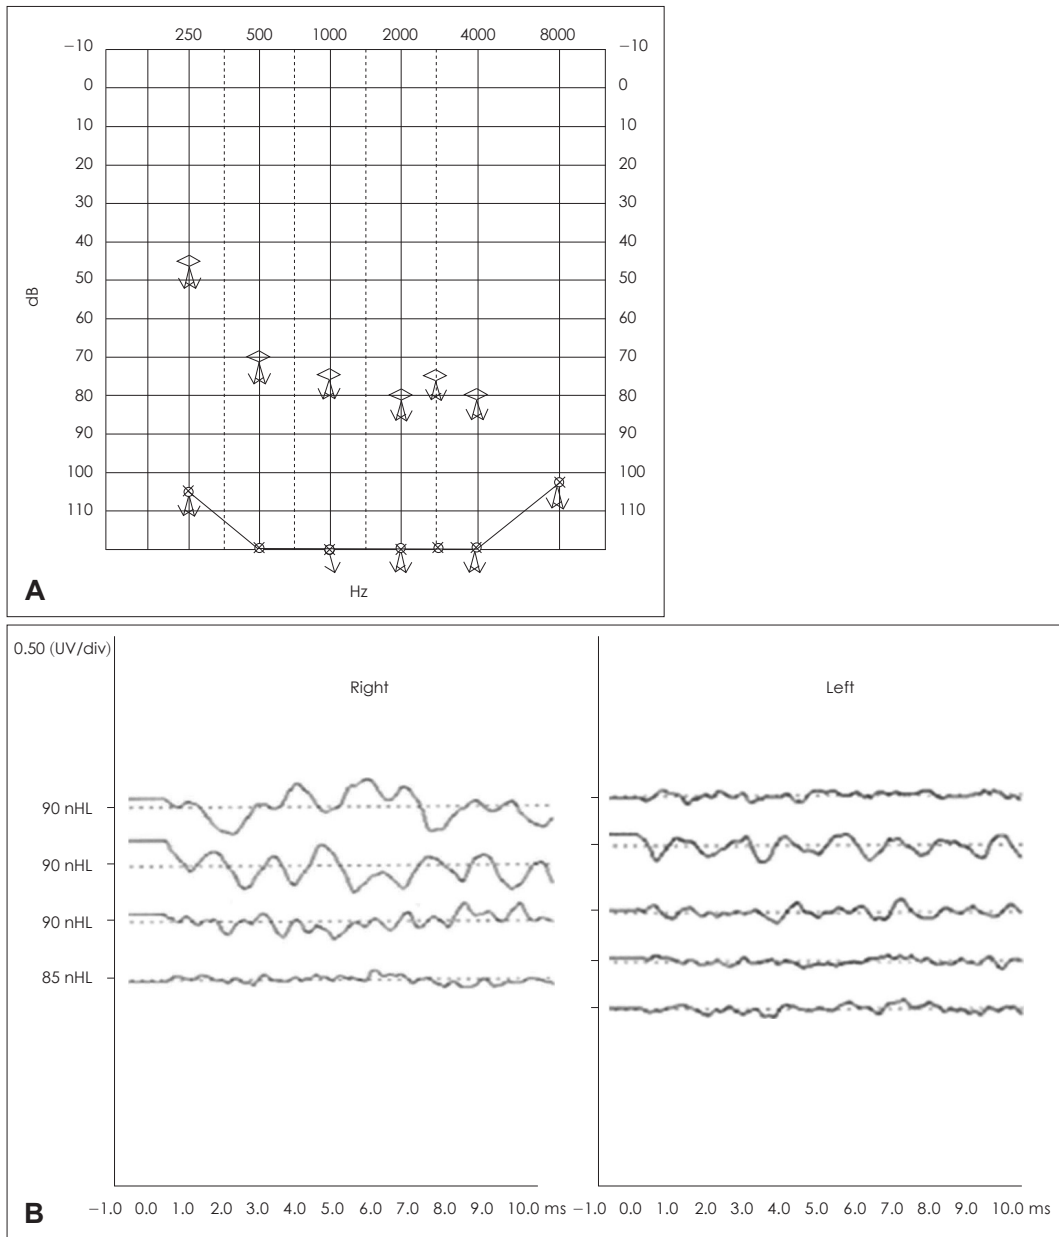 250 500 1000 2000 4000 8000
−10 −10
0 0
10 10
20 20
30 30
40 40
50 50
60 60
70 70
80 80
90 90
100 100
110 110
dB
Hz
A
0.50 (UV/div)
Right
Left
90 nHL
90 nHL
90 nHL
85 nHL
−1.0 0.0 1.0 2.0 3.0 4.0 5.0 6.0 7.0 8.0 9.0 10.0 ms
−1.0 0.0 1.0 2.0 3.0 4.0 5.0 6.0 7.0 8.0 9.0 10.0 ms
B